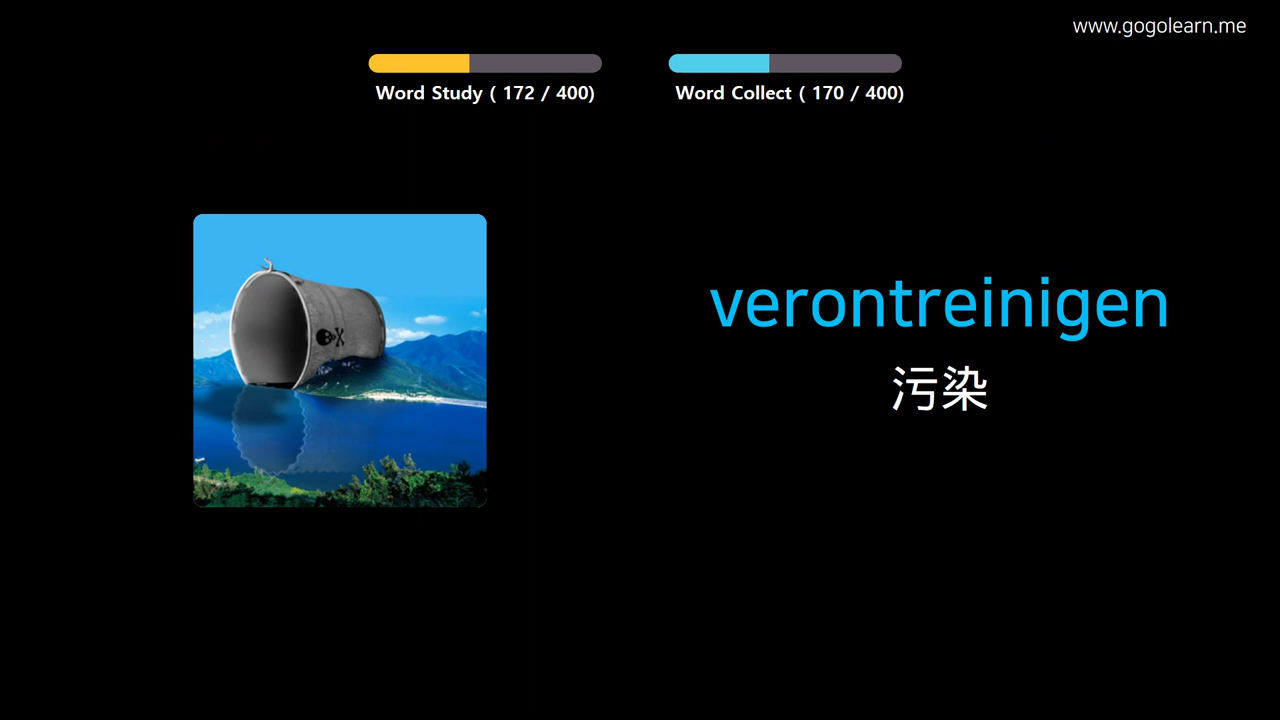 www.gogolearn.me
Word Study ( 172 / 400)
Word Collect ( 170 / 400)
verontreinigen
污染